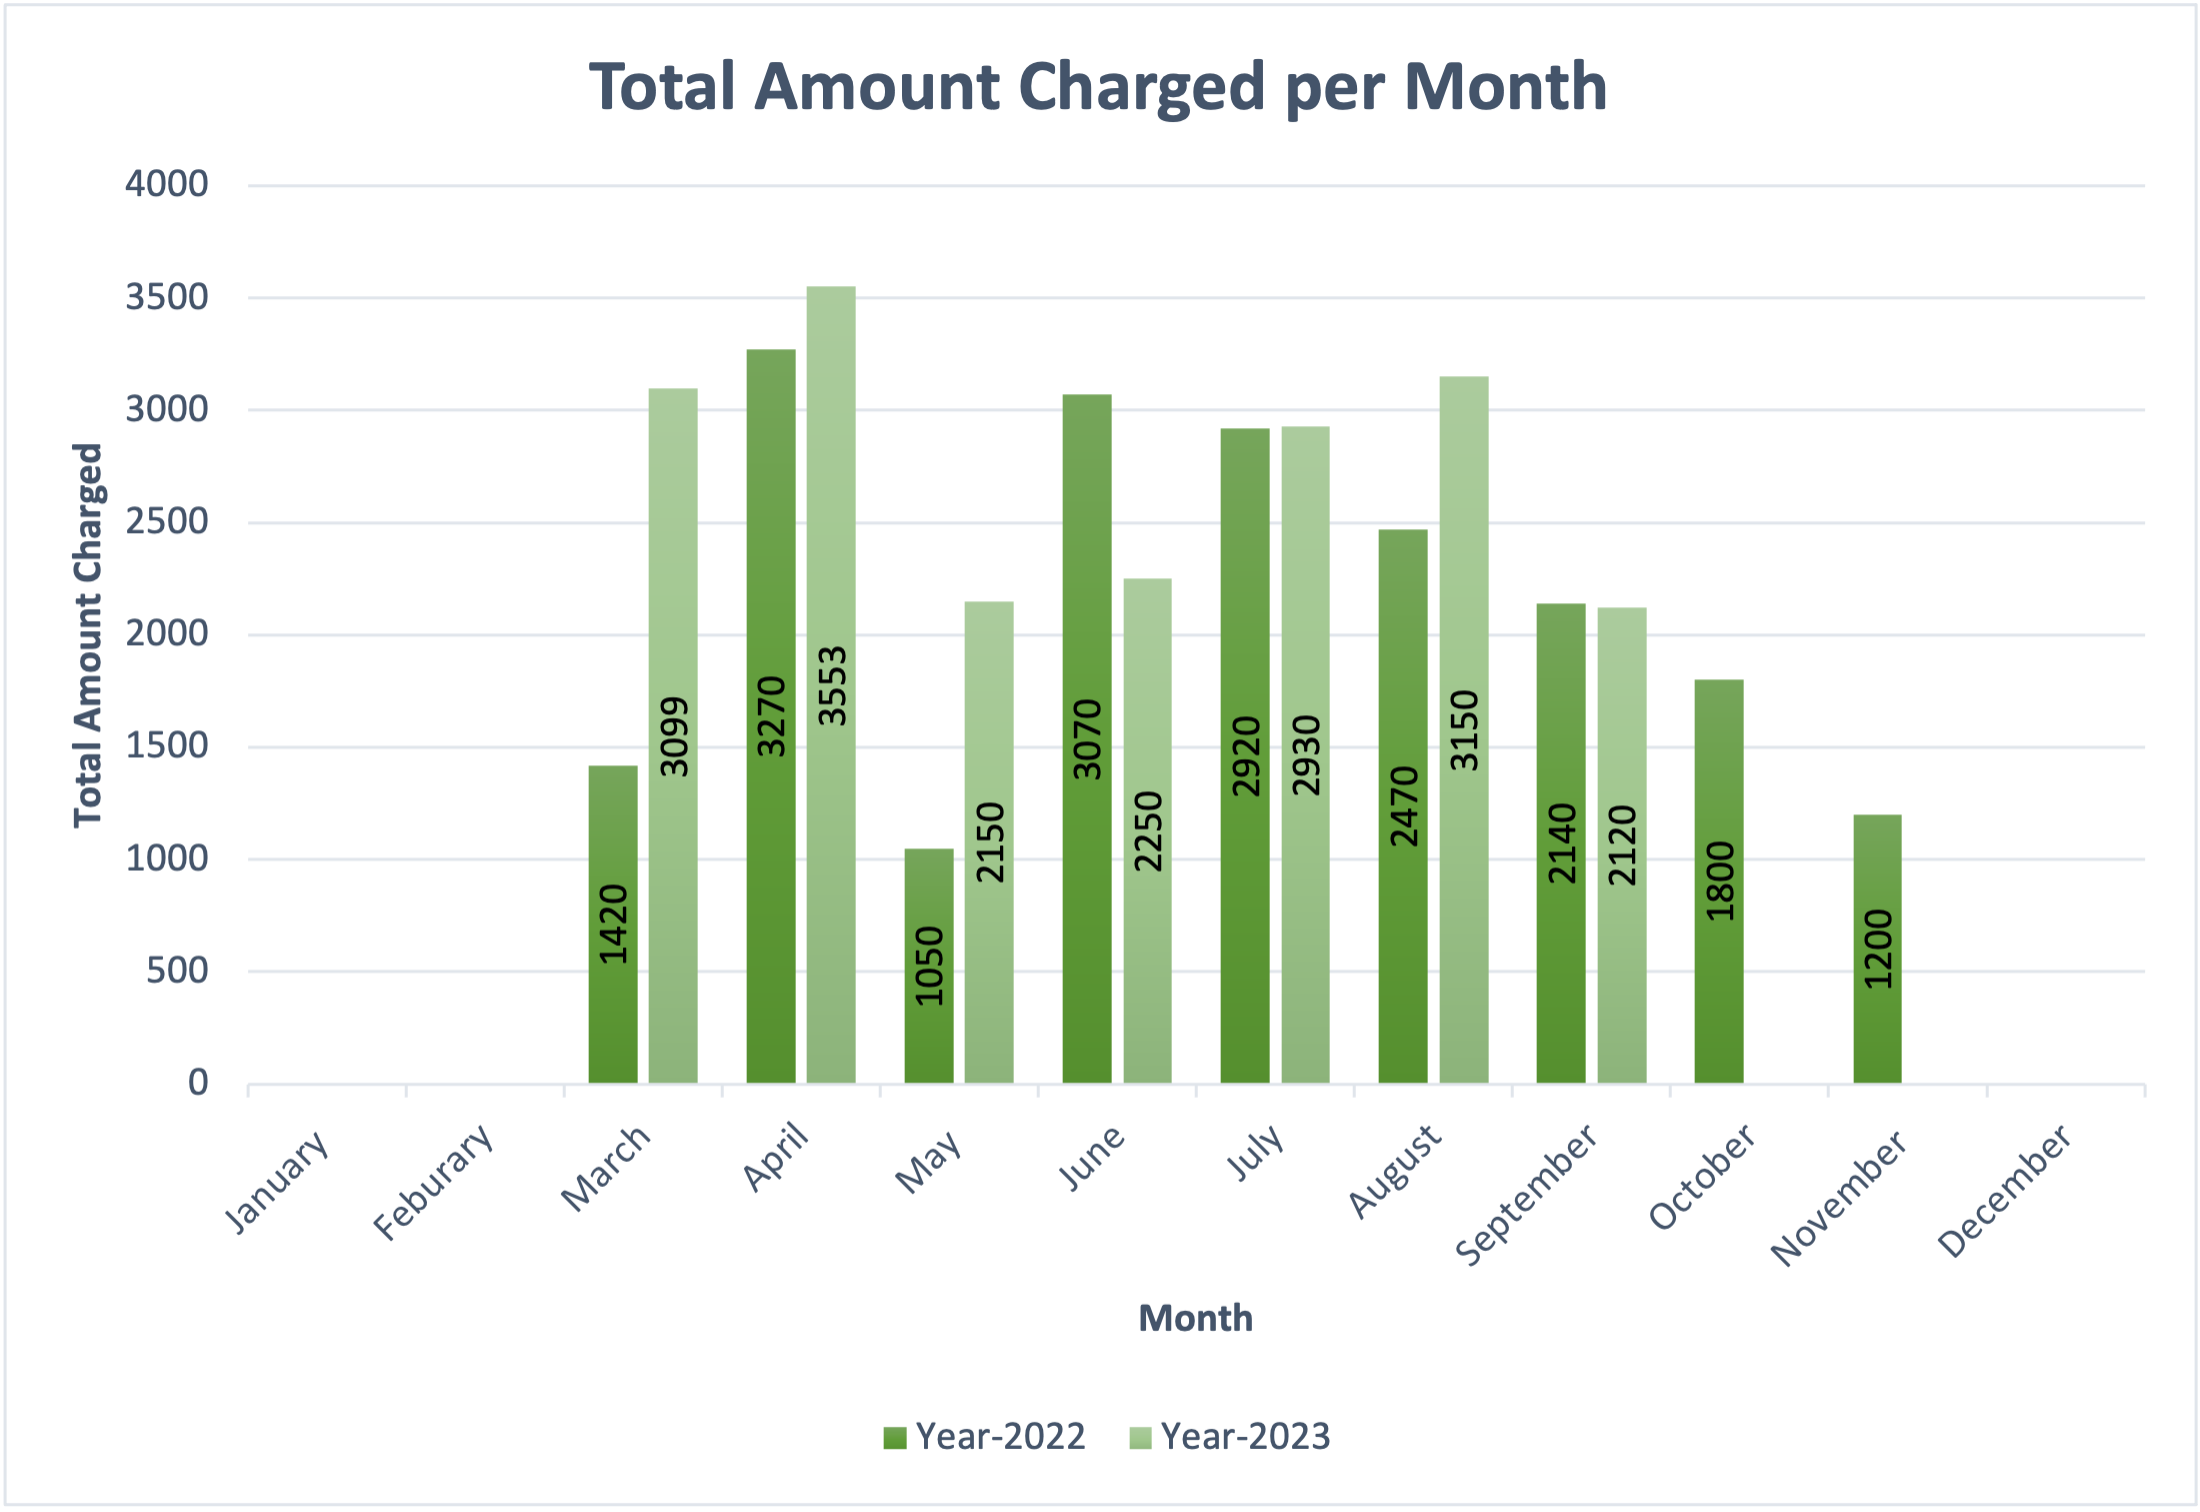 Total Amount Charged per Month
4000
3500
3000
2500
2000
1500
1000
500
0
Total Amount Charged
1420
3099
3270
3553
1050
2150
3070
2250
2920
2930
2470
3150
2140
2120
1800
1200
January
Feburary
March
April
May
June
July
August
September
October
November
December
Month
Year-2022
Year-2023